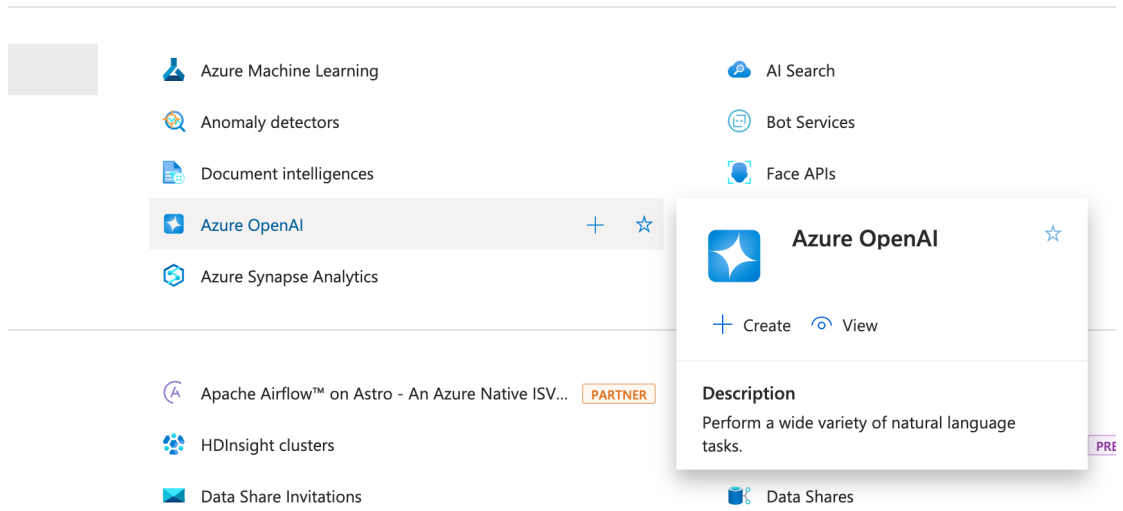 Azure Machine Learning
AI Search
Anomaly detectors
Bot Services
Document intelligences
Face APIs
Azure OpenAI
Azure Synapse Analytics
Azure OpenAI
Create View
Description
Perform a wide variety of natural language
tasks.
Apache Airflow™ on Astro - An Azure Native ISV... PARTNER
HDInsight clusters
PRE
Data Share Invitations
Data Shares